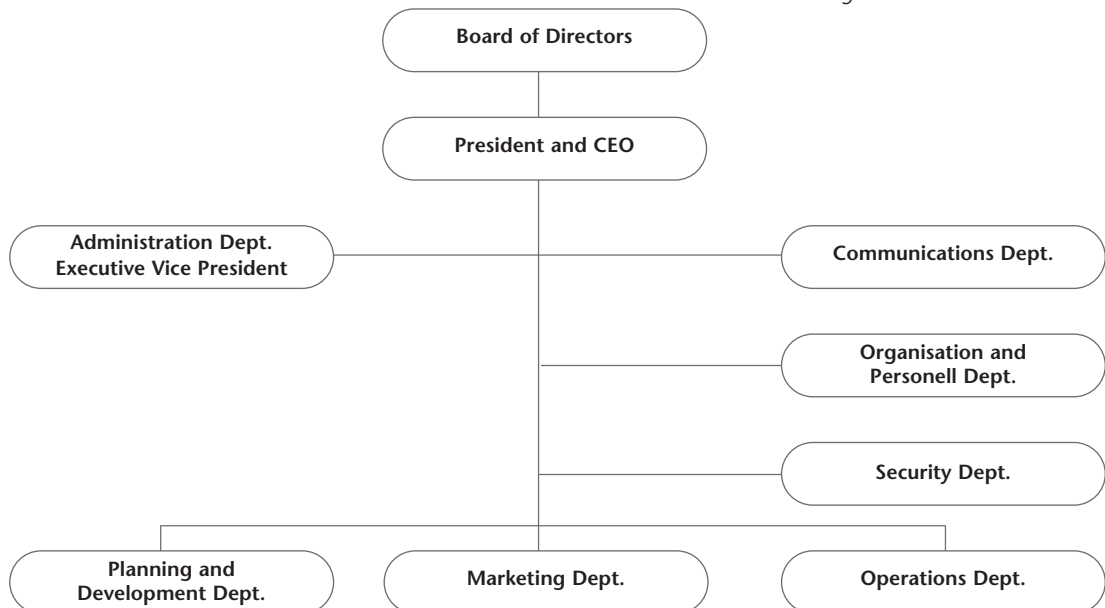 Board of Directors
President and CEO
Administration Dept.
Executive Vice President
Communications Dept.
Organisation and
Personell Dept.
Security Dept.
Planning and
Development Dept.
Marketing Dept.
Operations Dept.